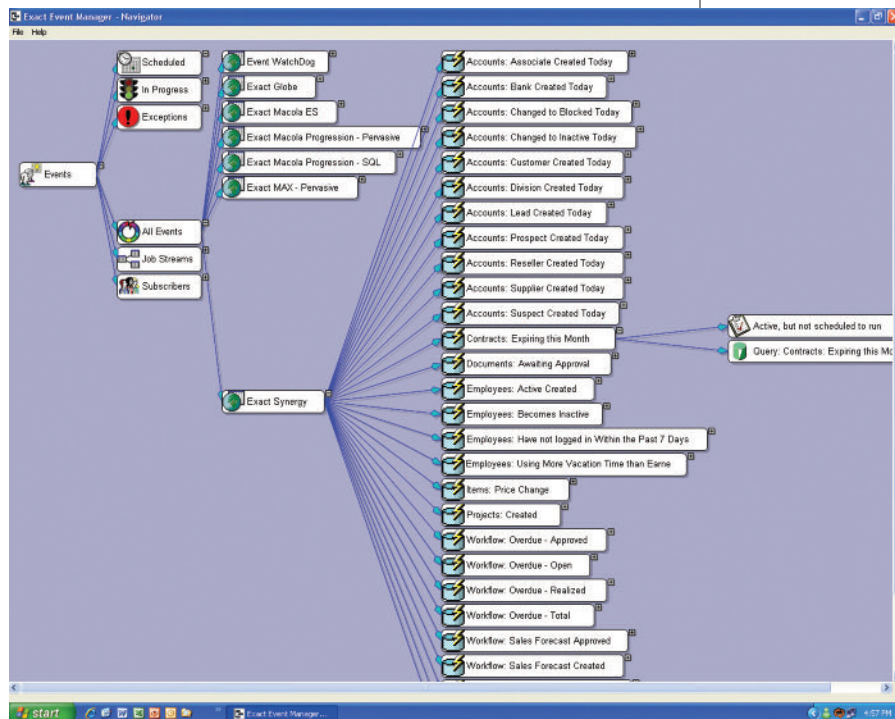 Exact Event Manager - Navigator
File Help
Scheduled
In Progress
Exceptions
Events
All Events
Job Streams
Subscribers
Event WatchDog
Exact Globe
Exact Macola ES
Exact Macola Progression - Pervasive
Exact Macola Progression - SQL
Exact MAX - Pervasive
Exact Synergy
Accounts: Associate Created Today
Accounts: Bank Created Today
Accounts: Changed to Blocked Today
Accounts: Changed to Inactive Today
Accounts: Customer Created Today
Accounts: Division Created Today
Accounts: Lead Created Today
Accounts: Prospect Created Today
Accounts: Reseller Created Today
Accounts: Supplier Created Today
Accounts: Suspect Created Today
Contracts: Expiring this Month
Documents: Awaiting Approval
Employees: Active Created
Employees: Becomes Inactive
Employees: Have not logged in Within the Past 7 Days
Employees: Using More Vacation Time than Earne
Items: Price Change
Projects: Created
Workflow: Overdue - Approved
Workflow: Overdue - Open
Workflow: Overdue - Realized
Workflow: Overdue - Total
Workflow: Sales Forecast Approved
Workflow: Sales Forecast Created
Active, but not scheduled to run
Query: Contracts: Expiring this Mo
start
Exact Event Manager...
4:57 PM